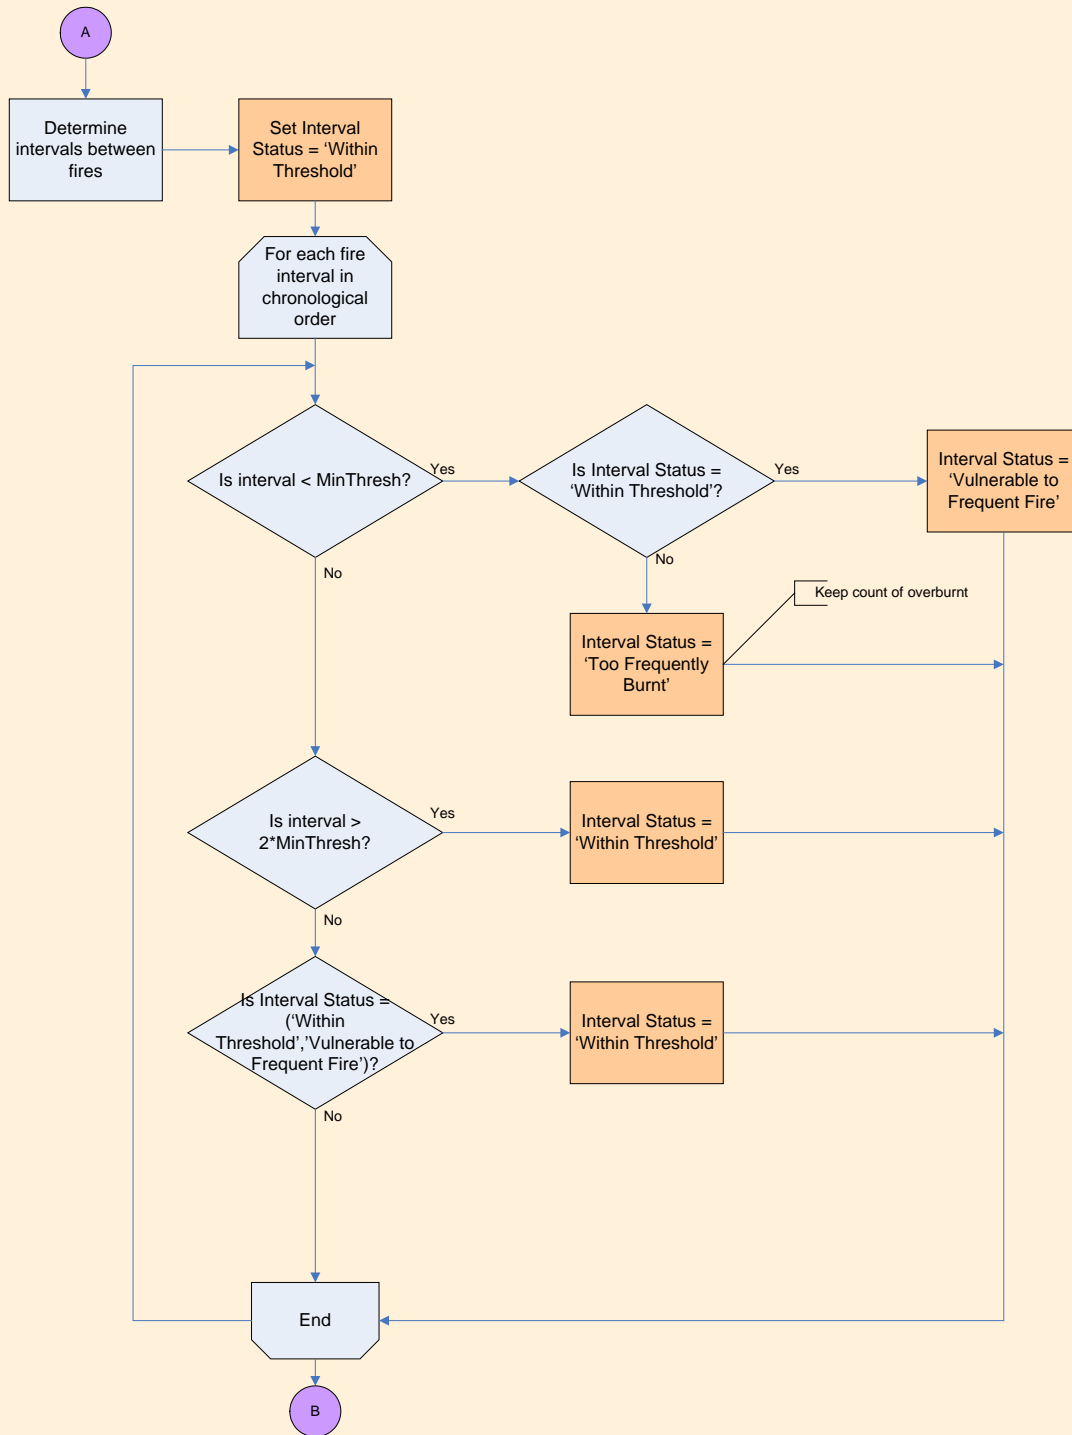 A
Determine
intervals between
fires
Set Interval
Status = ‘Within
Threshold’
For each fire
interval in
chronological
order
Is interval < MinThresh?
Yes
Is Interval Status =
‘Within Threshold’?
Yes
Interval Status =
‘Vulnerable to
Frequent Fire’
No
No
Keep count of overburnt
Interval Status =
‘Too Frequently
Burnt’
Is interval >
2*MinThresh?
Yes
Interval Status =
‘Within Threshold’
No
Is Interval Status =
(‘Within
Threshold’,’Vulnerable to
Frequent Fire’)?
Yes
Interval Status =
‘Within Threshold’
No
End
B